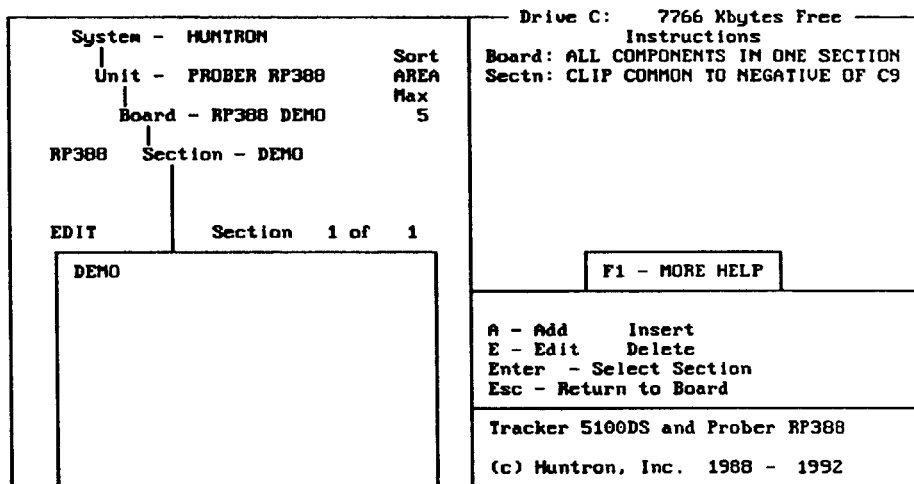 System - HUNTRON
Sort
Unit - PROBER RP388
AREA
Max
Board - RP388 DEMO
5
RP388 Section - DEMO
EDIT Section 1 of 1
DEMO
Drive C: 7766 Kbytes Free
Instructions
Board: ALL COMPONENTS IN ONE SECTION
Sectn: CLIP COMMON TO NEGATIVE OF C9
F1 - MORE HELP
A - Add Insert
E - Edit Delete
Enter - Select Section
Esc - Return to Board
Tracker 5100DS and Prober RP388
(c) Huntron, Inc. 1988 - 1992